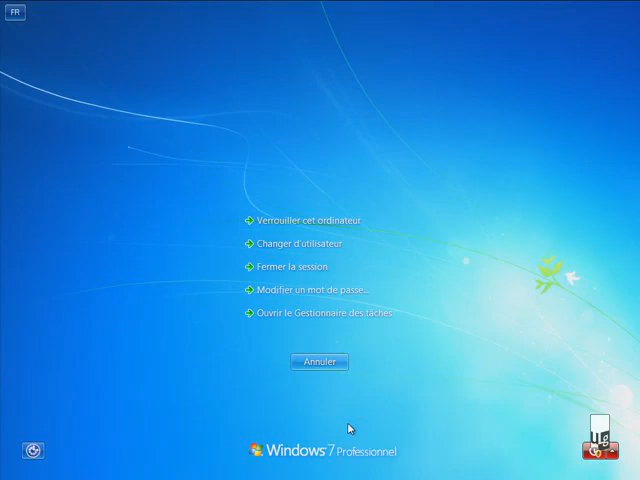 FR
Verrouiller cet ordinateur
Changer d'utilisateur
Fermer la session
Modifier un mot de passe...
Ouvrir le Gestionnaire des tâches
Annuler
Windows 7 Professionnel